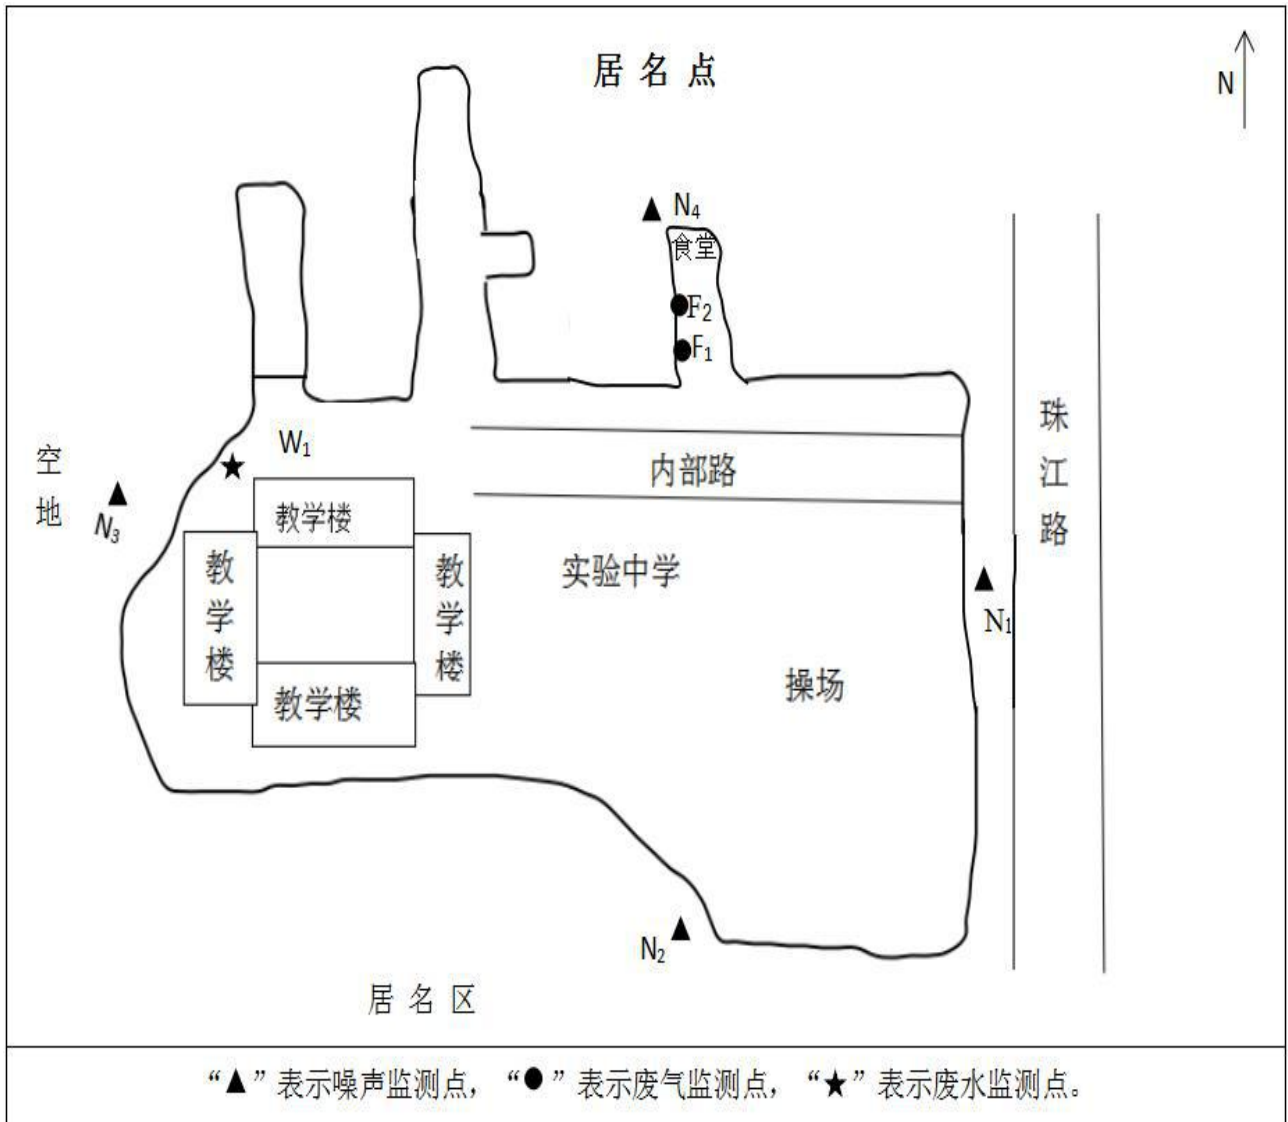 居 名 点
N
N4
食堂
F2
F1
珠江路
W1
内部路
空地
N3
教学楼
教学楼
教学楼
实验中学
N1
操场
教学楼
N2
居 名 区
“▲”表示噪声监测点，“●”表示废气监测点，“★”表示废水监测点。